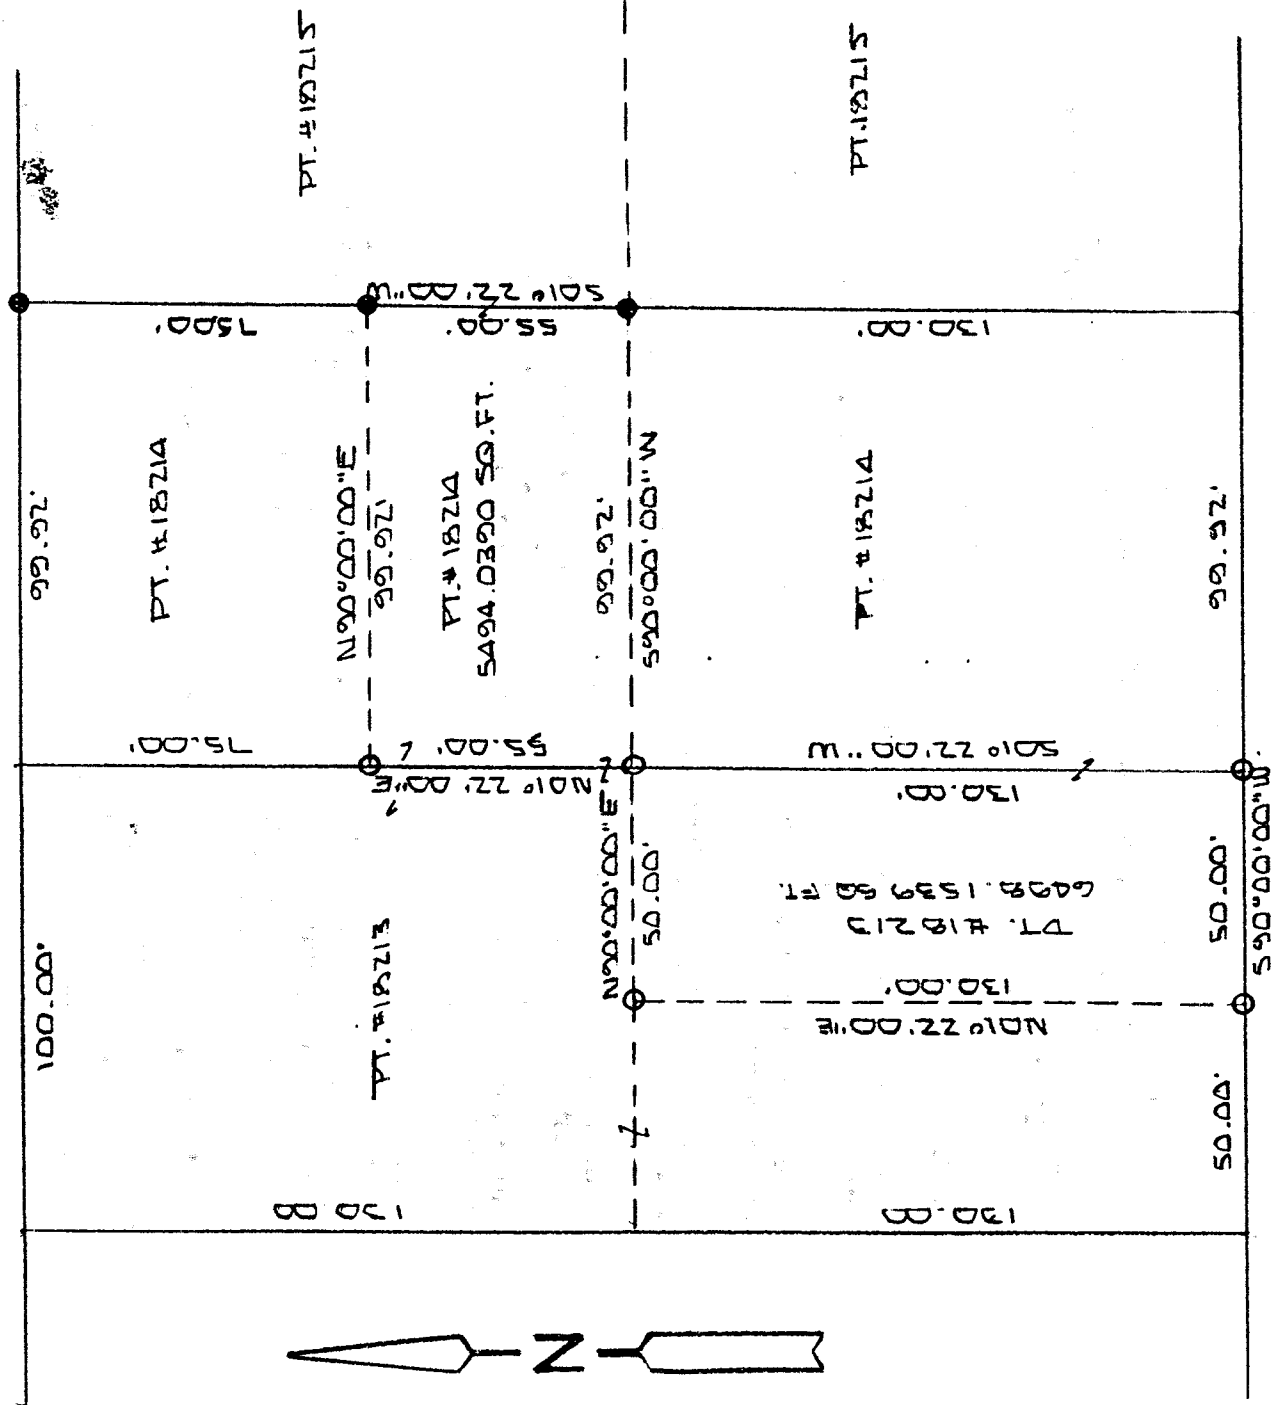 PT. #18215
PT. 18215
S01° 22' 00" W
75.00'
55.00'
130.00'
99.92'
PT. #18214
N90°00'00"E
99.92'
PT. #18214
5494.0390 SQ.FT.
99.92'
S90°00'00"W
PT. #18214
99.92'
75.00'
55.00'
N01° 22' 00"E
S01° 22' 00" W
130.00'
100.00'
PT. #18213
N90°00'00"E
50.00'
6498.1539 SQ FT.
PT. #18213
130.00'
N01° 22' 00"E
50.00'
S90°00'00"W.
50.00'
130.00
130.00
N